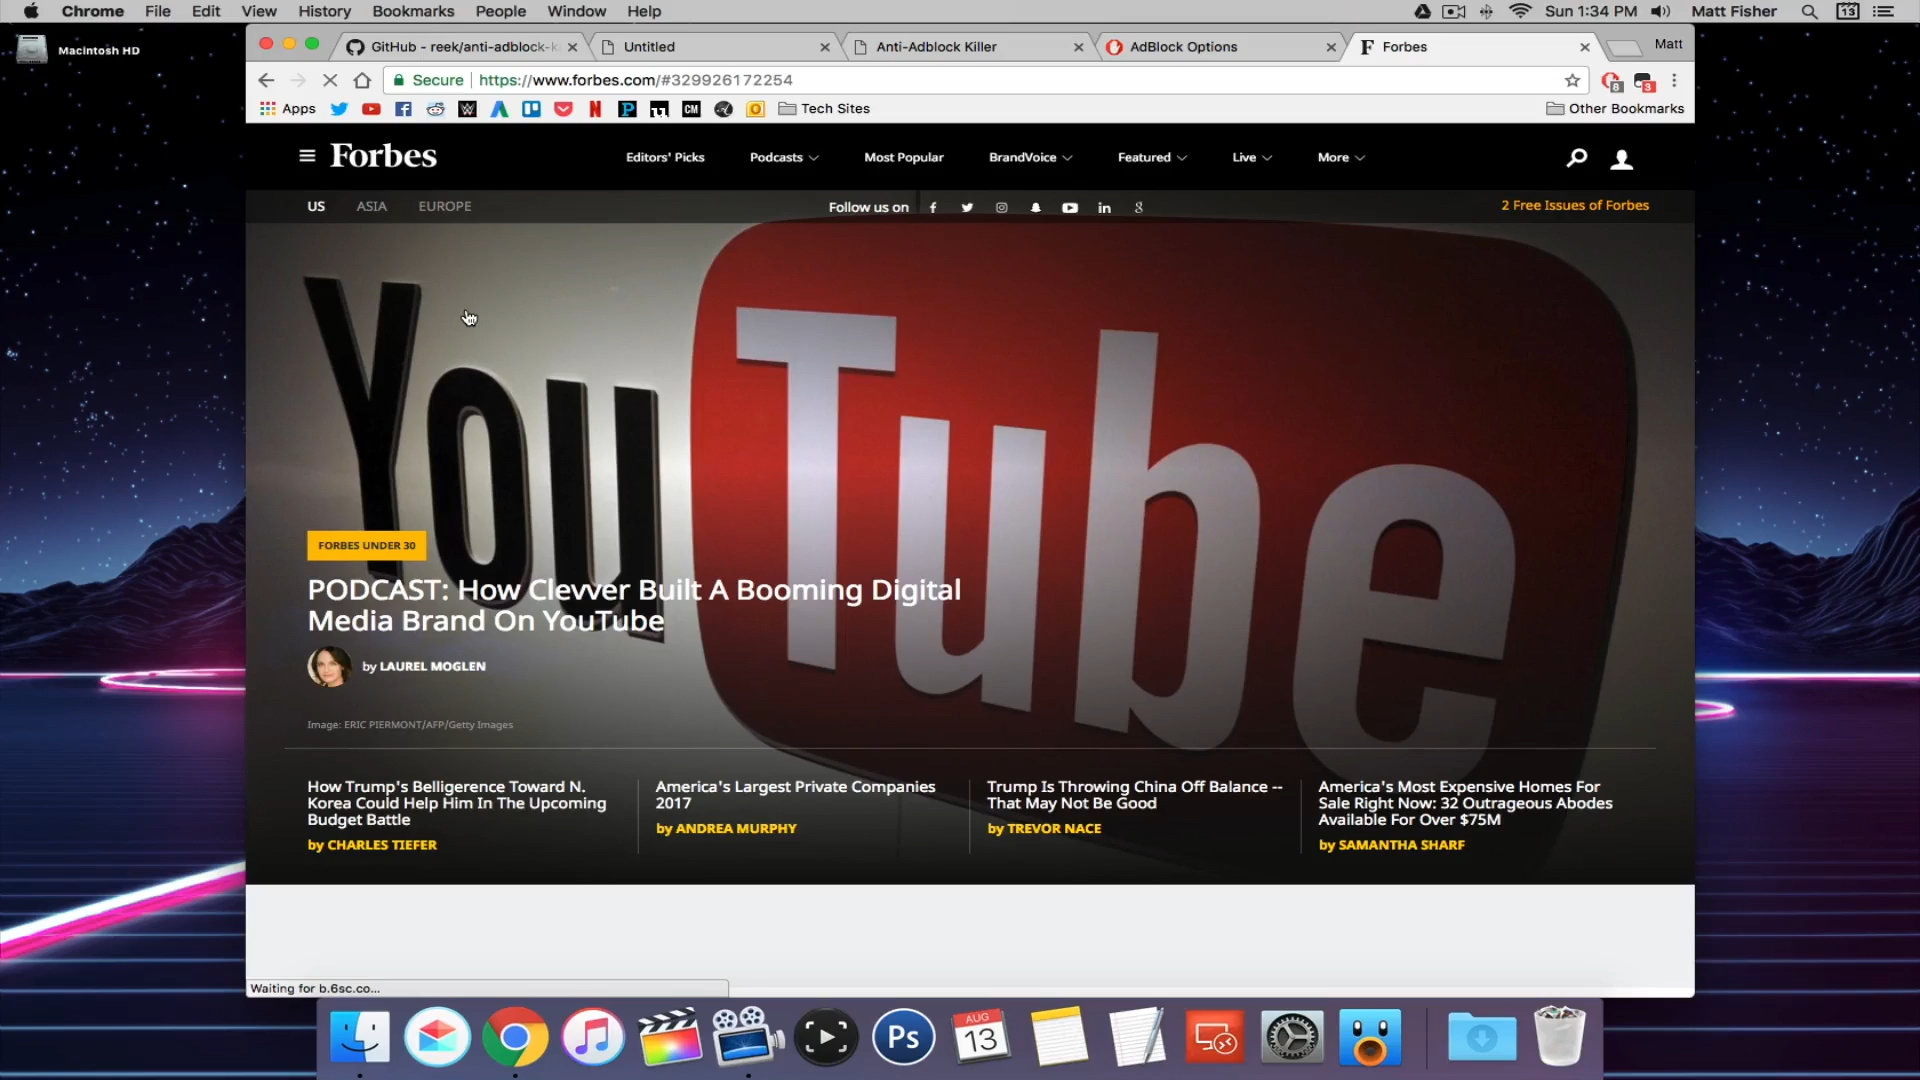 Chrome File Edit View History Bookmarks People Window Help Sun 1:34 PM Matt Fisher 13
Macintosh HD
GitHub - reek/anti-adblock-k Untitled Anti-Adblock Killer AdBlock Options F Forbes Matt
Secure https://www.forbes.com/#329926172254 8 3
Apps W N P CM Tech Sites Other Bookmarks
Forbes Editors' Picks Podcasts Most Popular BrandVoice Featured Live More
US ASIA EUROPE Follow us on 2 Free Issues of Forbes
YouTube
FORBES UNDER 30
PODCAST: How Clevver Built A Booming Digital
Media Brand On YouTube
by LAUREL MOGLEN
Image: ERIC PIERMONT/AFP/Getty Images
How Trump's Belligerence Toward N.
Korea Could Help Him In The Upcoming
Budget Battle
by CHARLES TIEFER
America's Largest Private Companies
2017
by ANDREA MURPHY
Trump Is Throwing China Off Balance --
That May Not Be Good
by TREVOR NACE
America's Most Expensive Homes For
Sale Right Now: 32 Outrageous Abodes
Available For Over $75M
by SAMANTHA SHARF
Waiting for b.6sc.co...
Ps
AUG
13